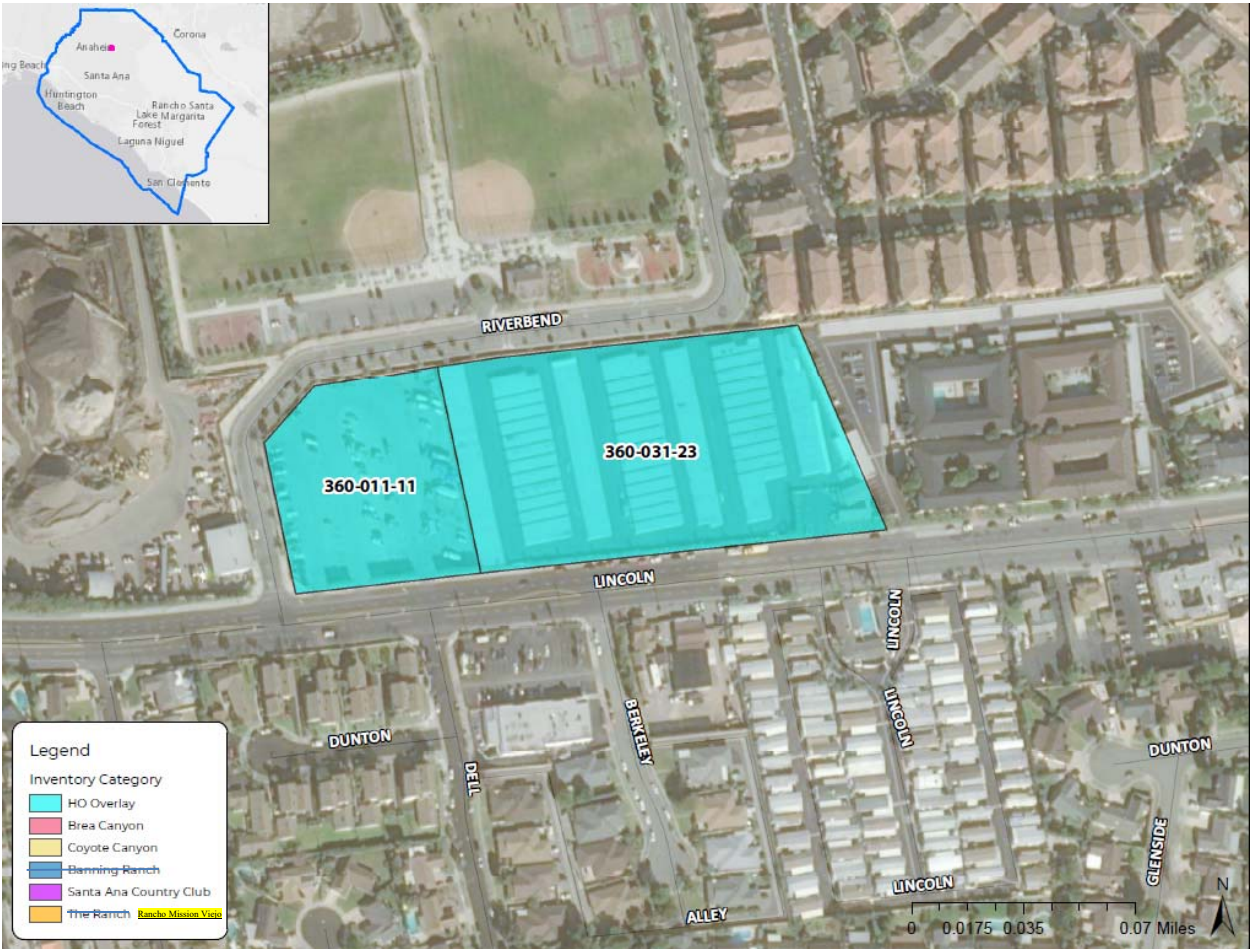 Corona
Anaheim
ing Beach
Santa Ana
Huntington
Beach
Rancho Santa
Lake Margarita
Forest
Laguna Niguel
San Clemente
RIVERBEND
360-031-23
360-011-11
LINCOLN
LINCOLN
LINCOLN
BERKELEY
DUNTON
DELL
DUNTON
GLENSIDE
LINCOLN
ALLEY
Legend
Inventory Category
HO Overlay
Brea Canyon
Coyote Canyon
Banning Ranch
Santa Ana Country Club
The Ranch Rancho Mission Viejo
N
0 0.0175 0.035 0.07 Miles